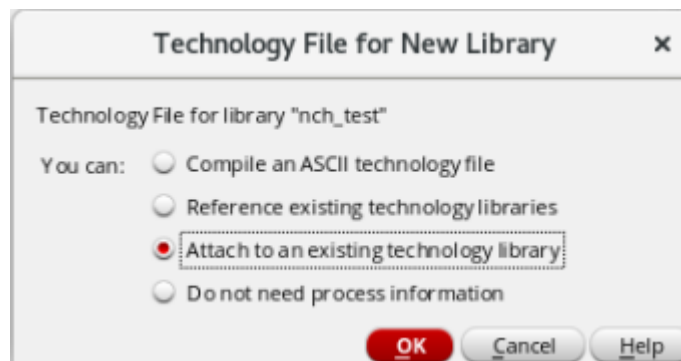 Technology File for New Library ×
Technology File for library "nch_test"
You can: Compile an ASCII technology file
Reference existing technology libraries
Attach to an existing technology library
Do not need process information
OK Cancel Help